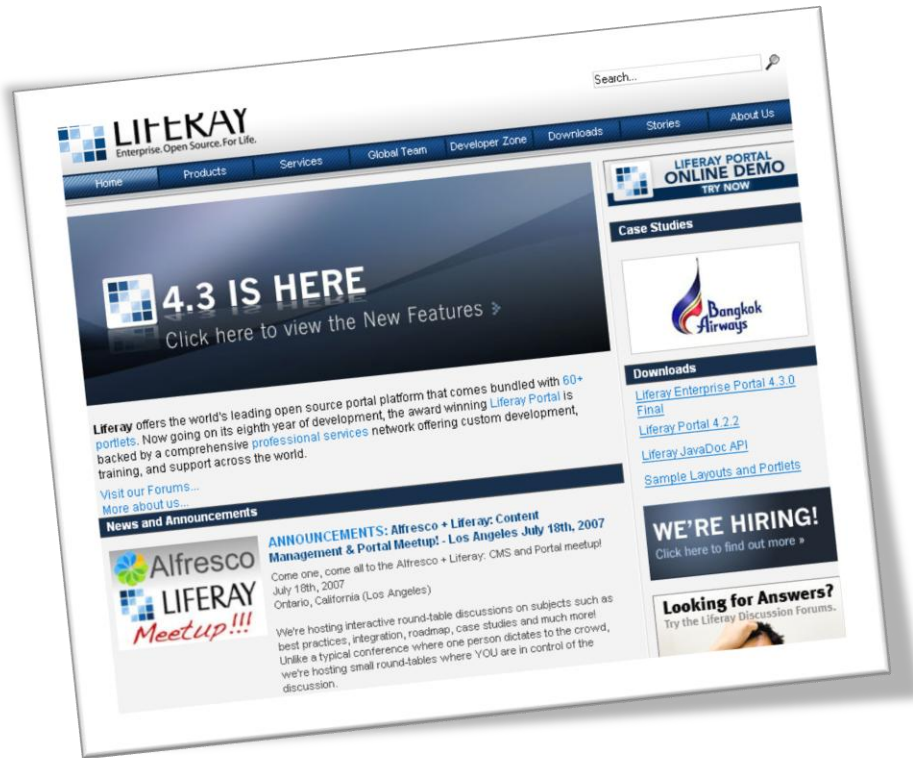 Search...
LIFERAY
Enterprise. Open Source. For Life.
Home Products Services Global Team Developer Zone Downloads Stories About Us
4.3 IS HERE
Click here to view the New Features
Liferay offers the world's leading open source portal platform that comes bundled with 60+
portlets. Now going on its eighth year of development, the award winning Liferay Portal is
backed by a comprehensive professional services network offering custom development,
training, and support across the world.
Visit our Forums...
More about us...
News and Announcements
Alfresco
LIFERAY
Meetup!!!
ANNOUNCEMENTS: Alfresco + Liferay: Content
Management & Portal Meetup! - Los Angeles July 18th, 2007
Come one, come all to the Alfresco + Liferay: CMS and Portal meetup!
July 18th, 2007
Ontario, California (Los Angeles)
We're hosting interactive round-table discussions on subjects such as
best practices, integration, roadmap, case studies and much more!
Unlike a typical conference where one person dictates to the crowd,
we're hosting small round-tables where YOU are in control of the
discussion.
LIFERAY PORTAL
ONLINE DEMO
TRY NOW
Case Studies
Bangkok
Airways
Downloads
Liferay Enterprise Portal 4.3.0
Final
Liferay Portal 4.2.2
Liferay JavaDoc API
Sample Layouts and Portlets
WE'RE HIRING!
Click here to find out more »
Looking for Answers?
Try the Liferay Discussion Forums.